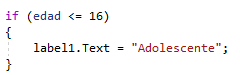 if (edad <= 16)
{
    label1.Text = "Adolescente";
}